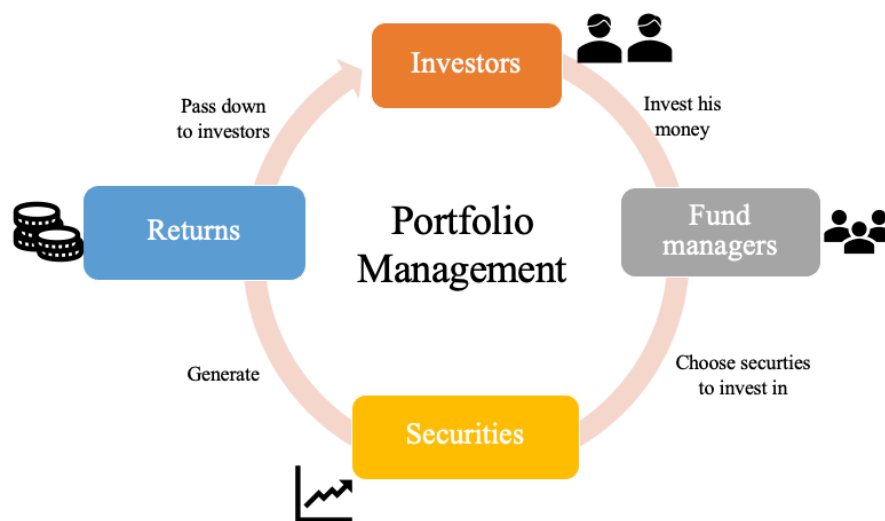 Investors
Pass down
to investors
Invest his
money
Returns
Portfolio
Management
Fund
managers
Generate
Choose securties
to invest in
Securities